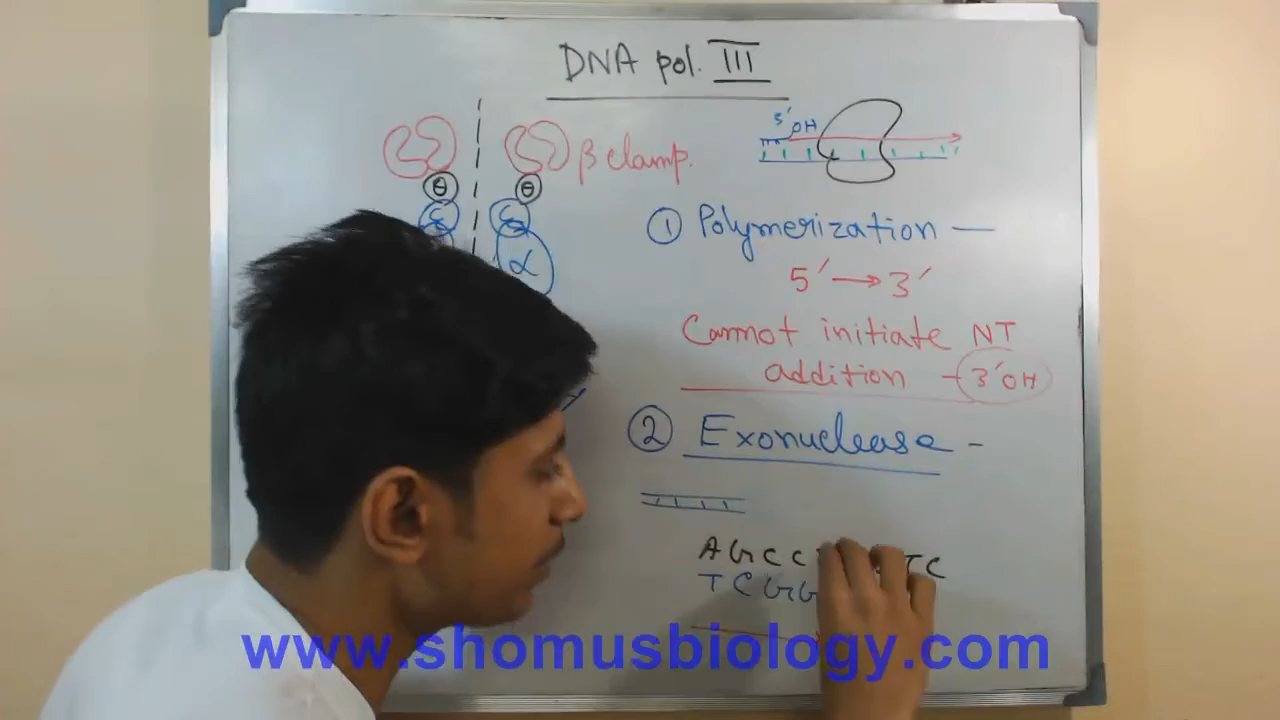 DNA pol. III
θ
ε
θ
ε
α
β clamp.
3' OH
① Polymerization —
5' → 3'
Cannot initiate NT
addition - 3'OH
② Exonuclease -
A G C C T C
T C G G
www.shomusbiology.com